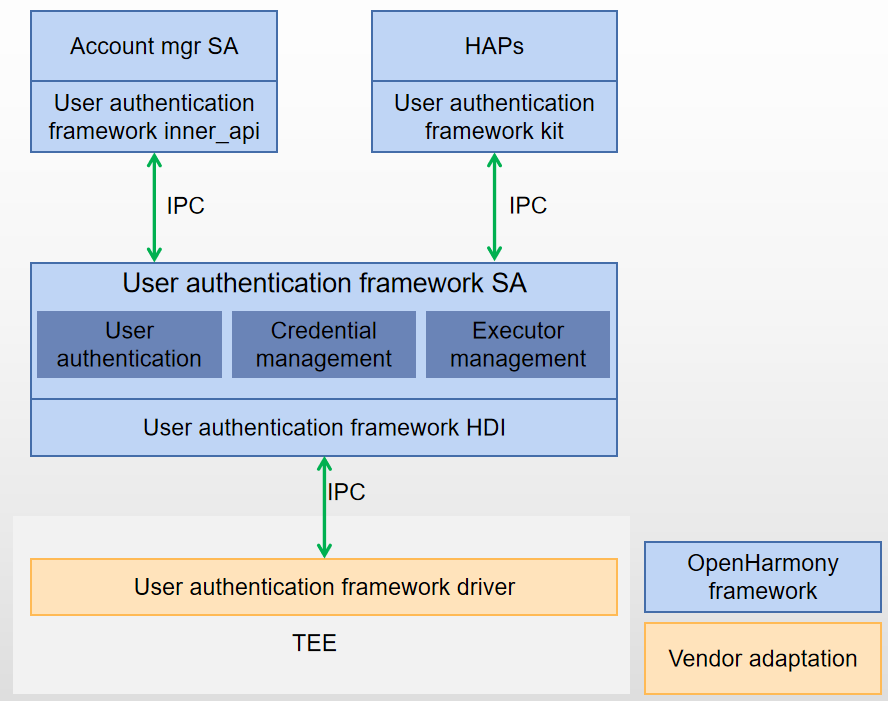 Account mgr SA
HAPs
User authentication
framework inner_api
User authentication
framework kit
IPC
IPC
User authentication framework SA
User
authentication
Credential
management
Executor
management
User authentication framework HDI
IPC
User authentication framework driver
TEE
OpenHarmony
framework
Vendor adaptation